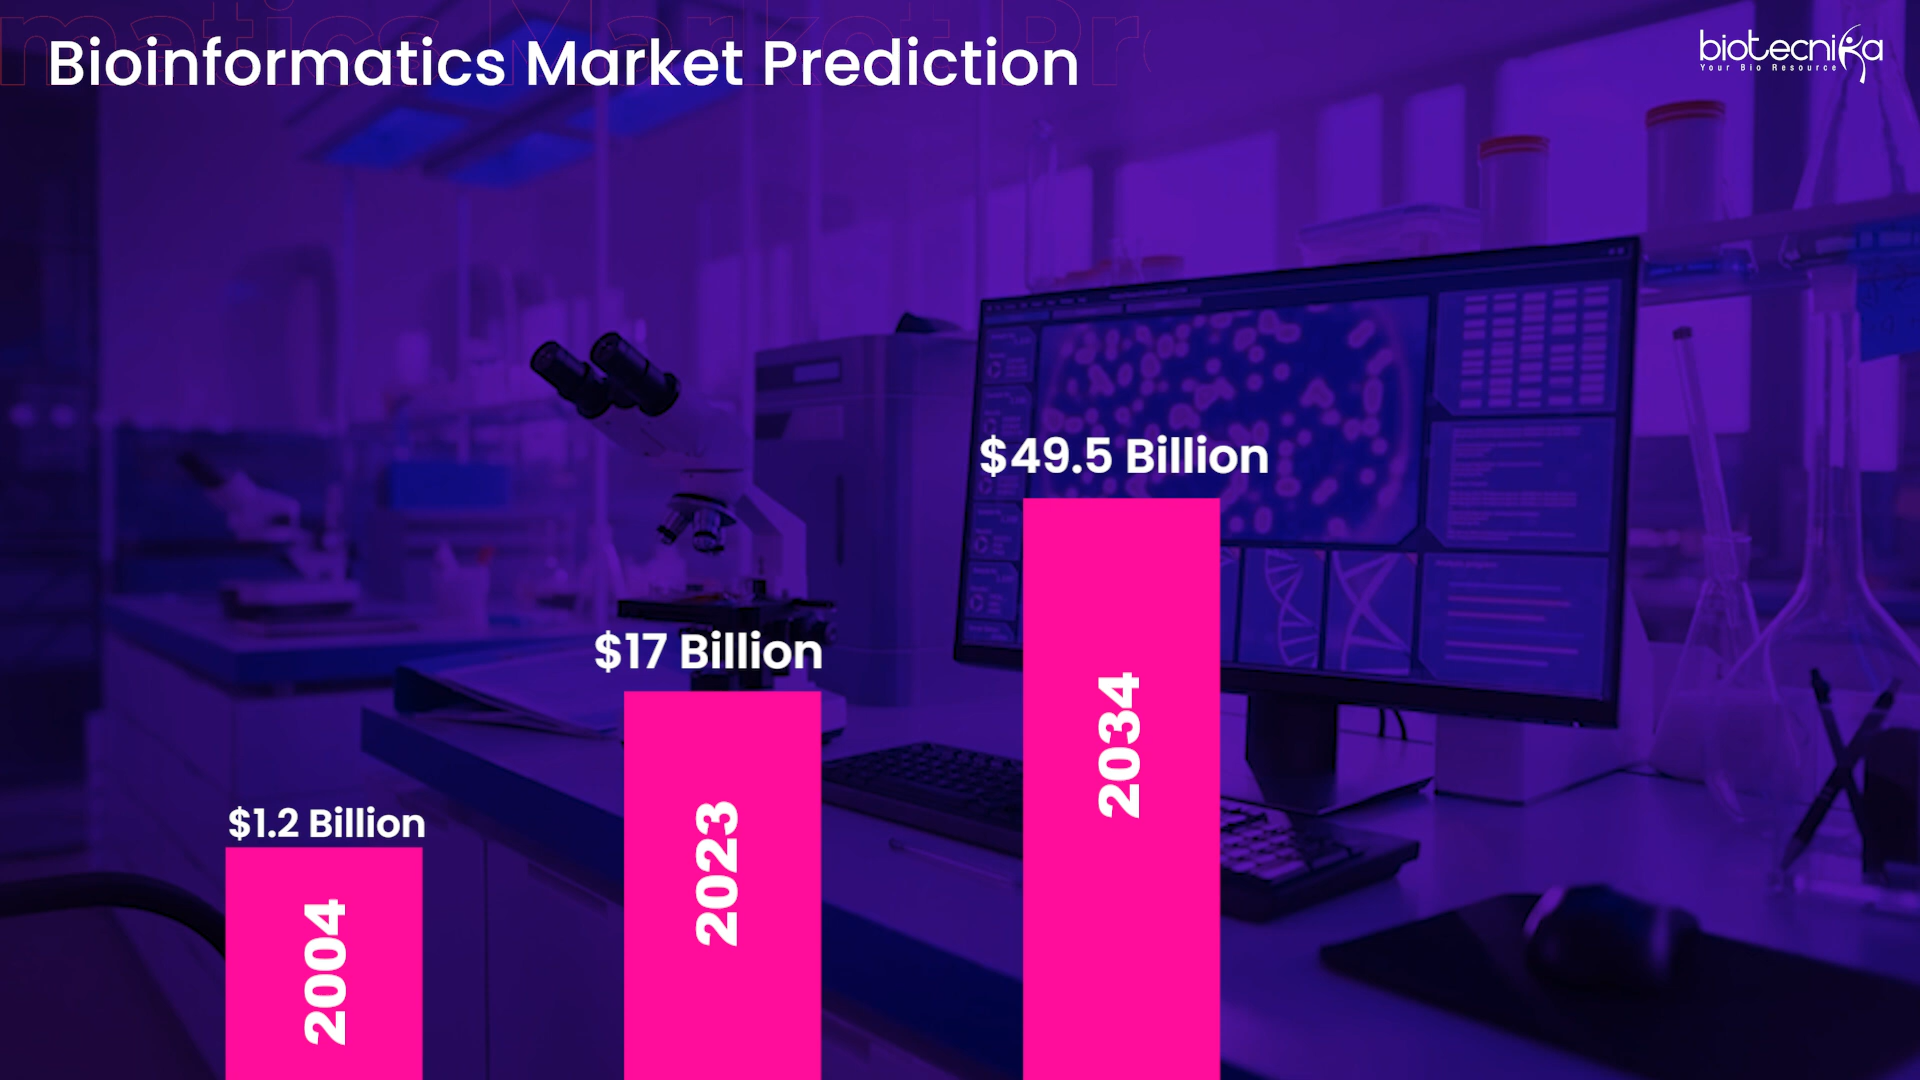 Bioinformatics Market Prediction
biotecnika
Your Bio Resource
$49.5 Billion
$17 Billion
$1.2 Billion
2034
2023
2004